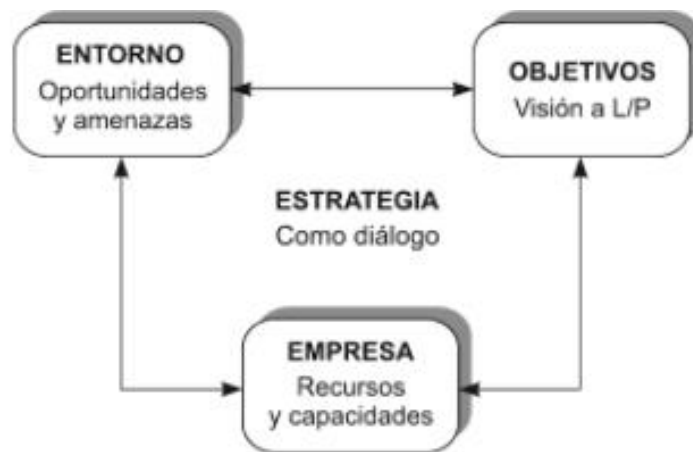 ENTORNO
Oportunidades
y amenazas
OBJETIVOS
Visión a L/P
ESTRATEGIA
Como diálogo
EMPRESA
Recursos
y capacidades